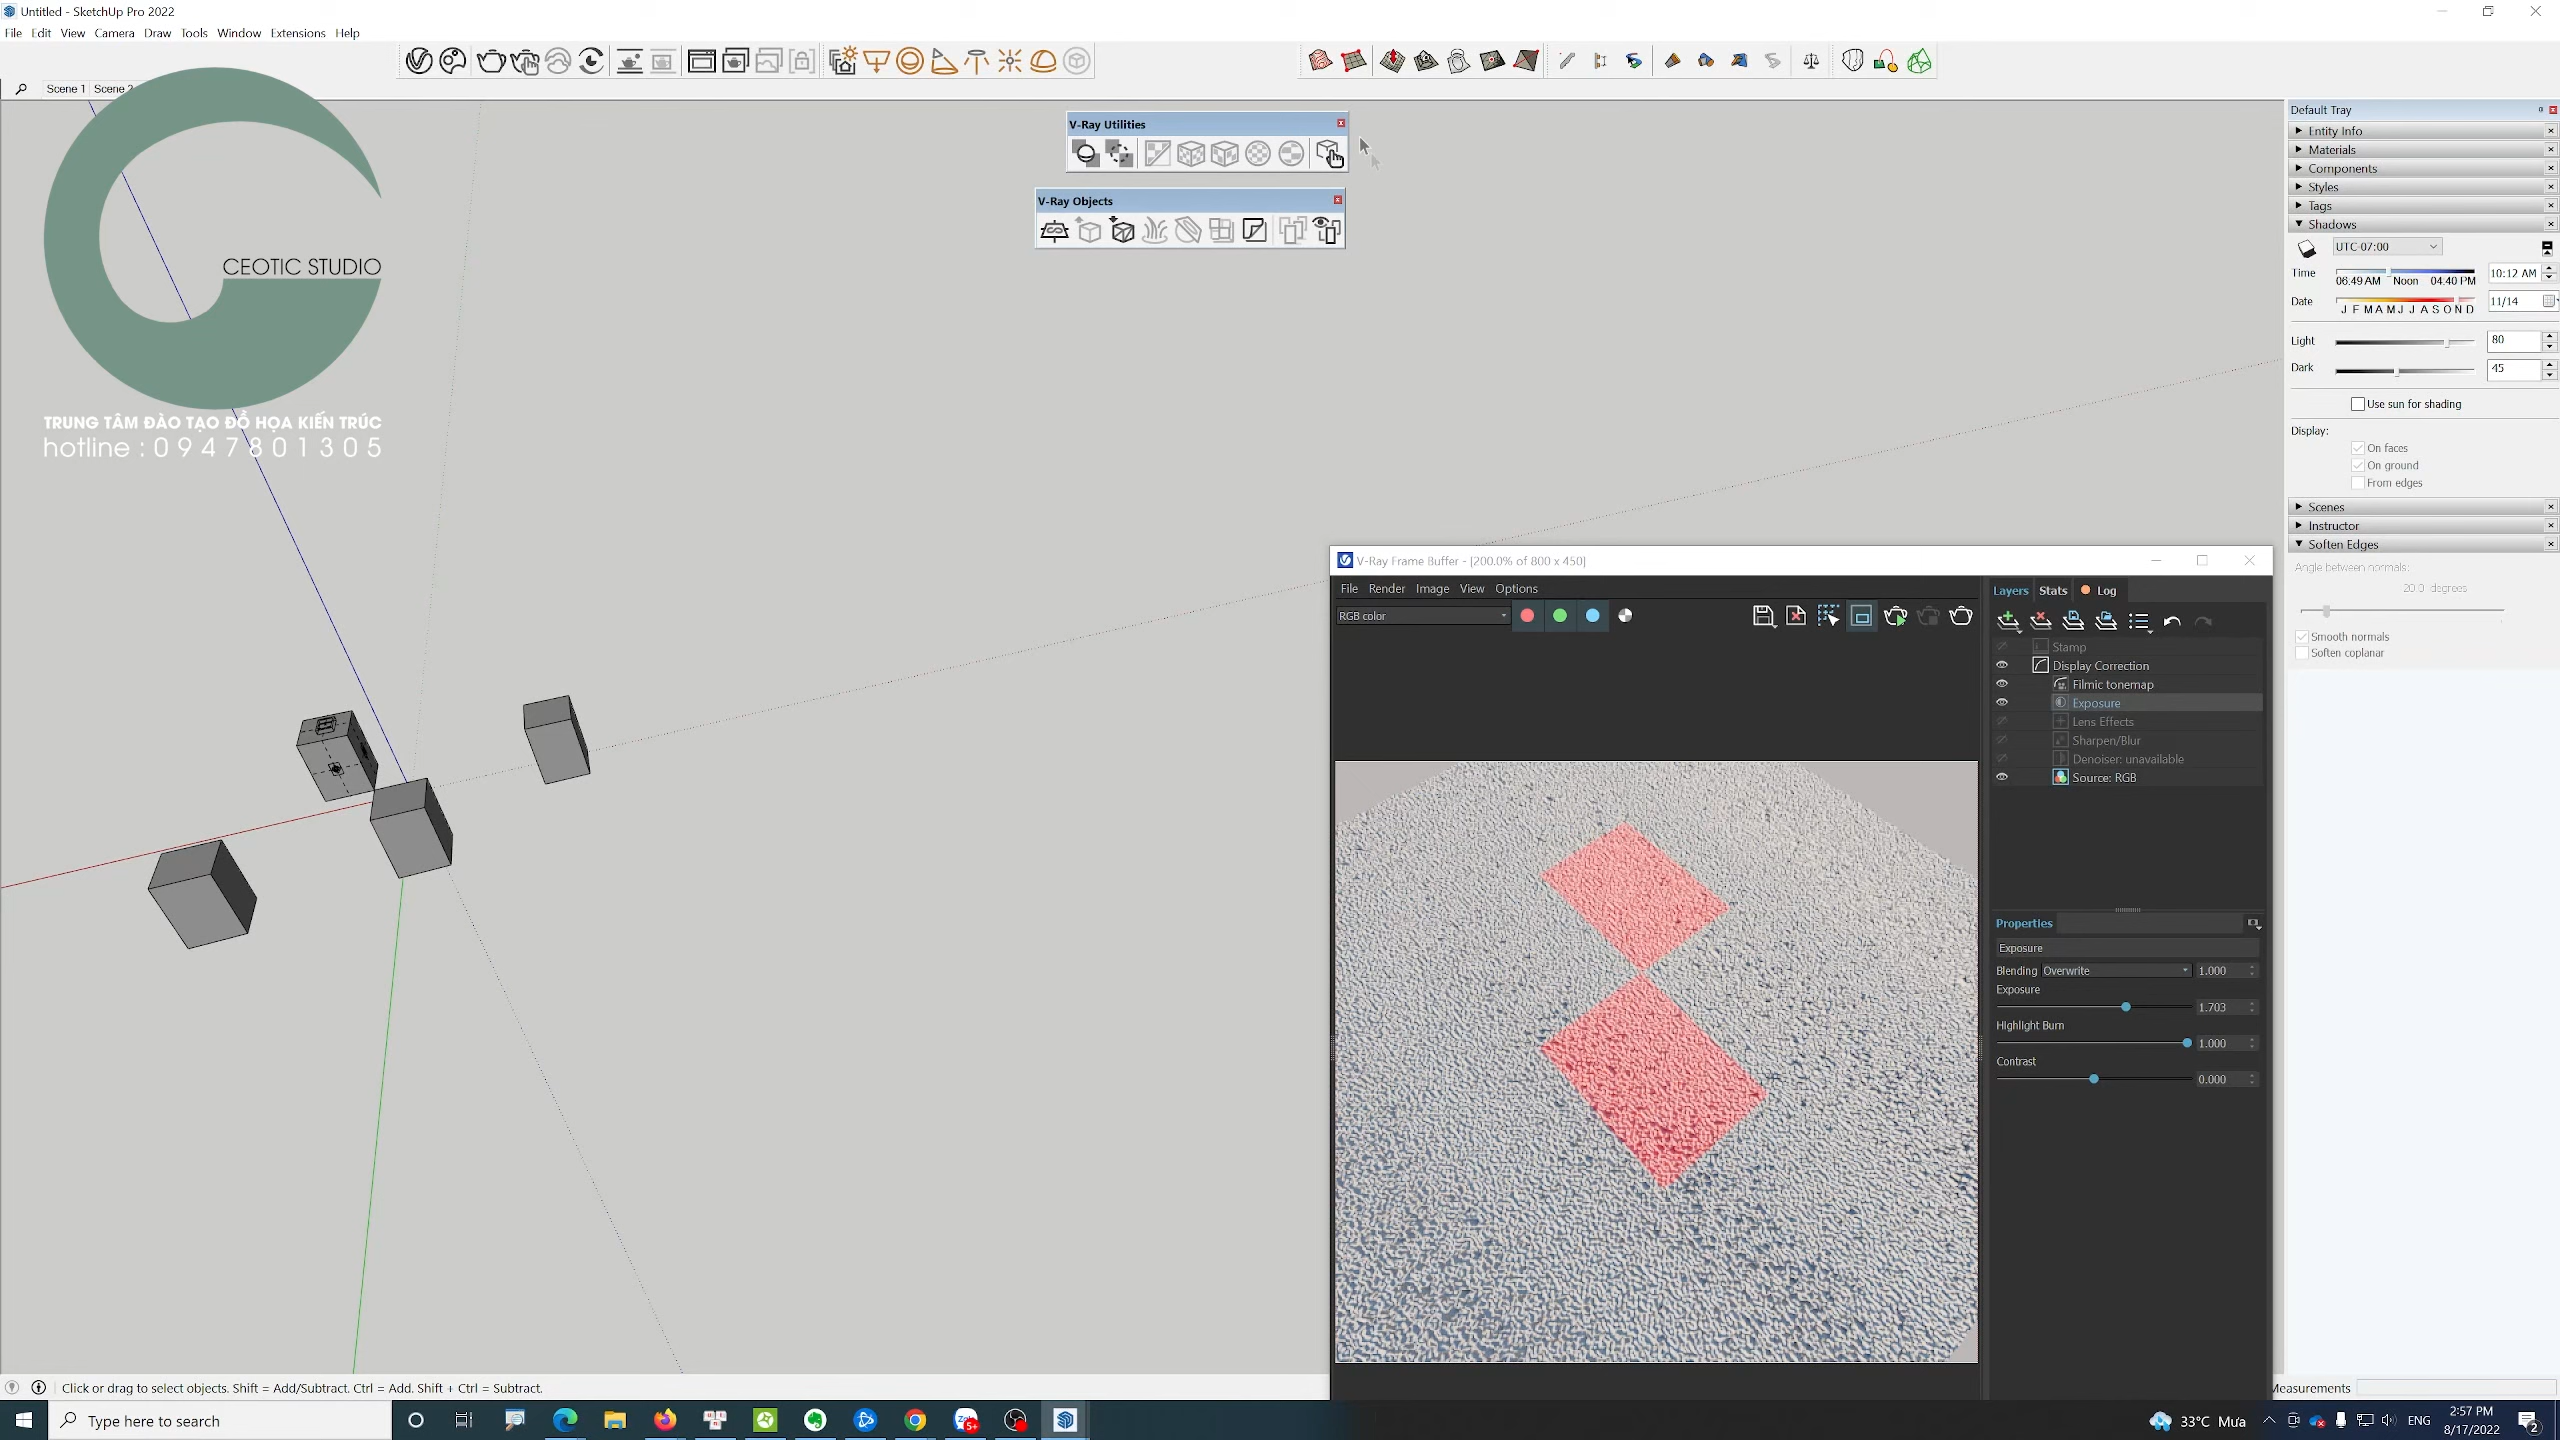 Untitled - SketchUp Pro 2022
File Edit View Camera Draw Tools Window Extensions Help
Scene 1 Scene 2
V-Ray Utilities
V-Ray Objects
CEOTIC STUDIO
TRUNG TÂM ĐÀO TẠO ĐỒ HỌA KIẾN TRÚC
hotline : 0947801305
Default Tray
Entity Info
Materials
Components
Styles
Tags
Shadows
UTC-07:00
Time 06:49 AM Noon 04:40 PM 10:12 AM
Date J F M A M J J A S O N D 11/14
Light 80
Dark 45
Use sun for shading
Display:
On faces
On ground
From edges
Scenes
Instructor
Soften Edges
Angle between normals:
20.0 degrees
Smooth normals
Soften coplanar
V-Ray Frame Buffer - [200.0% of 800 x 450]
File Render Image View Options
RGB color
Layers Stats Log
Stamp
Display Correction
Filmic tonemap
Exposure
Lens Effects
Sharpen/Blur
Denoiser: unavailable
Source: RGB
Properties
Exposure
Blending Overwrite 1.000
Exposure
1.703
Highlight Burn
1.000
Contrast
0.000
Click or drag to select objects. Shift = Add/Subtract. Ctrl = Add. Shift + Ctrl = Subtract.
Measurements
Type here to search
Zalo 5+
33°C Mưa
ENG
2:57 PM
8/17/2022
2